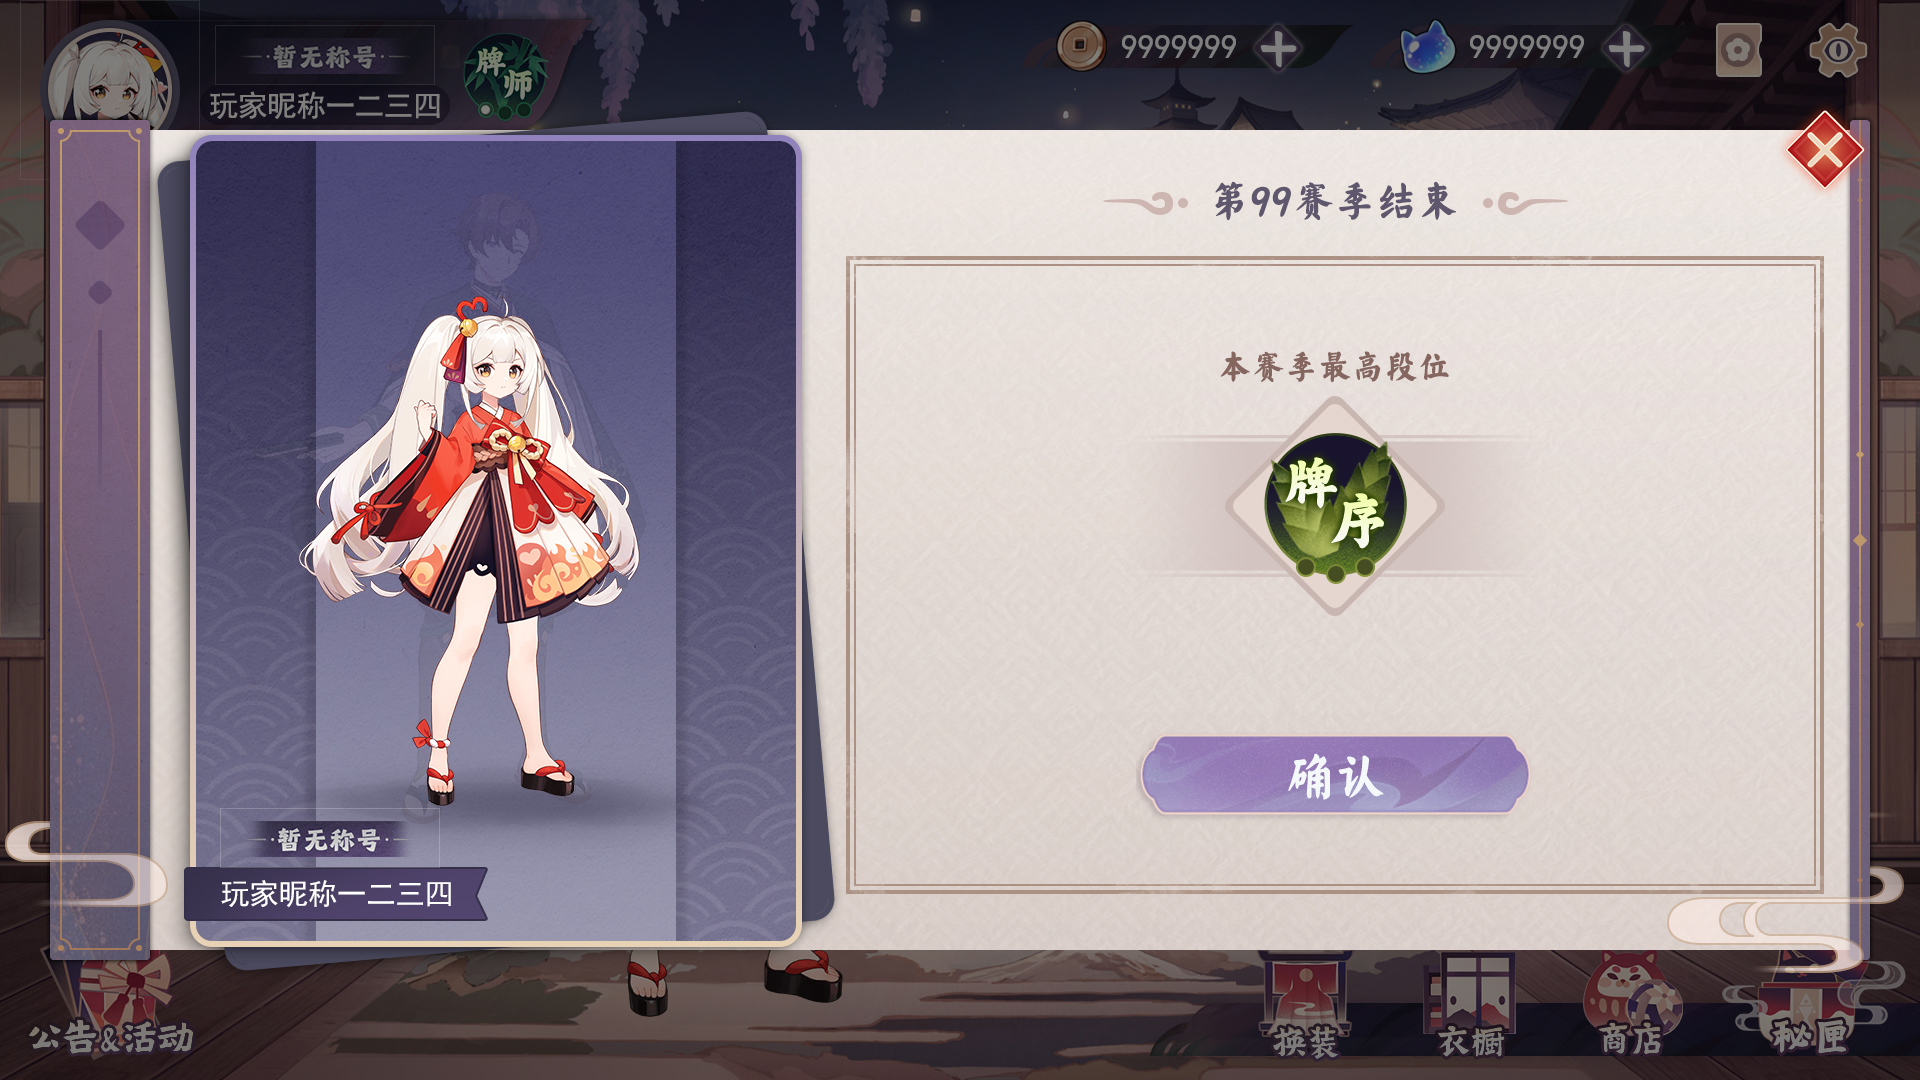 暂无称号
玩家昵称一二三四
牌师
9999999
9999999
第99赛季结束
本赛季最高段位
牌序
确认
暂无称号
玩家昵称一二三四
公告&活动
换装
衣橱
商店
秘匣